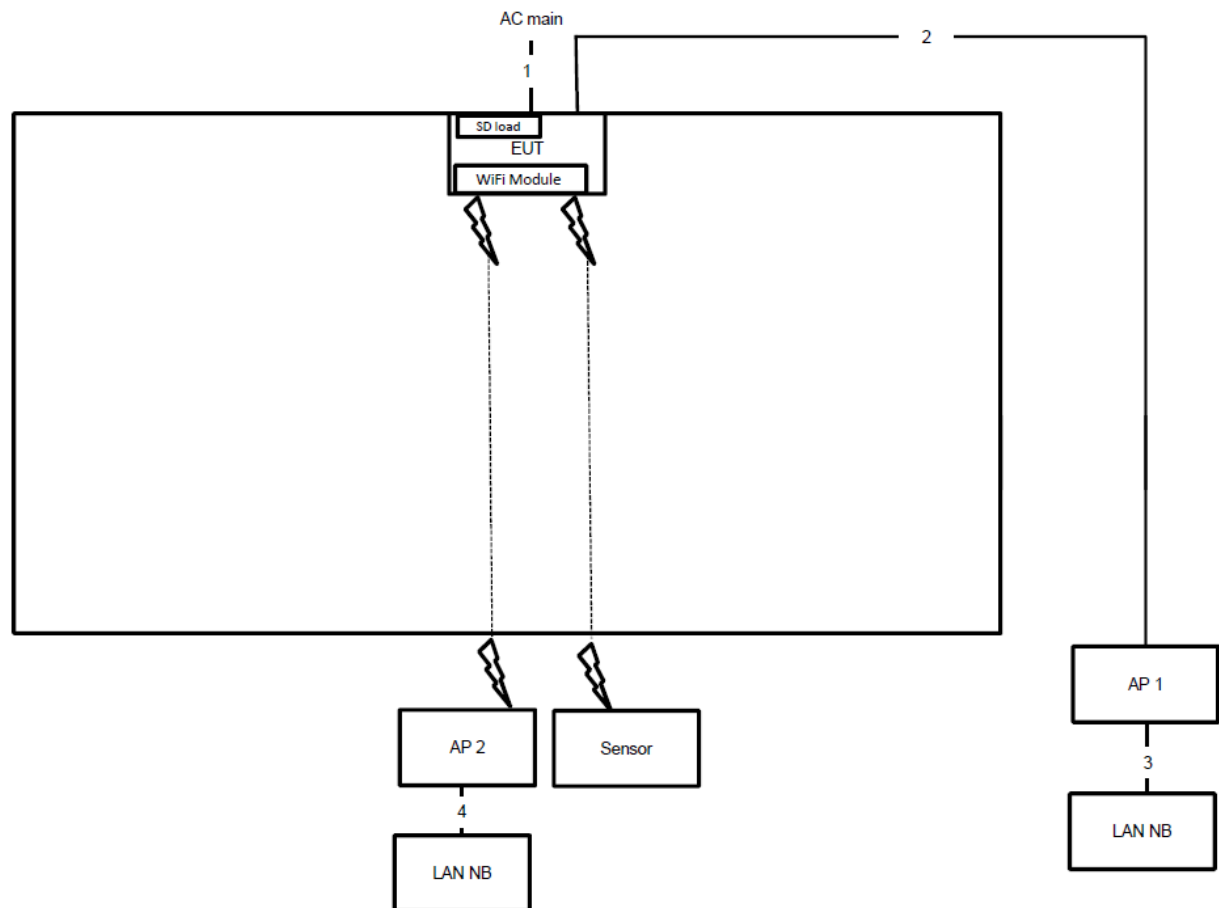 AC main
2
1
SD load
EUT
WiFi Module
AP 1
AP 2
Sensor
3
4
LAN NB
LAN NB